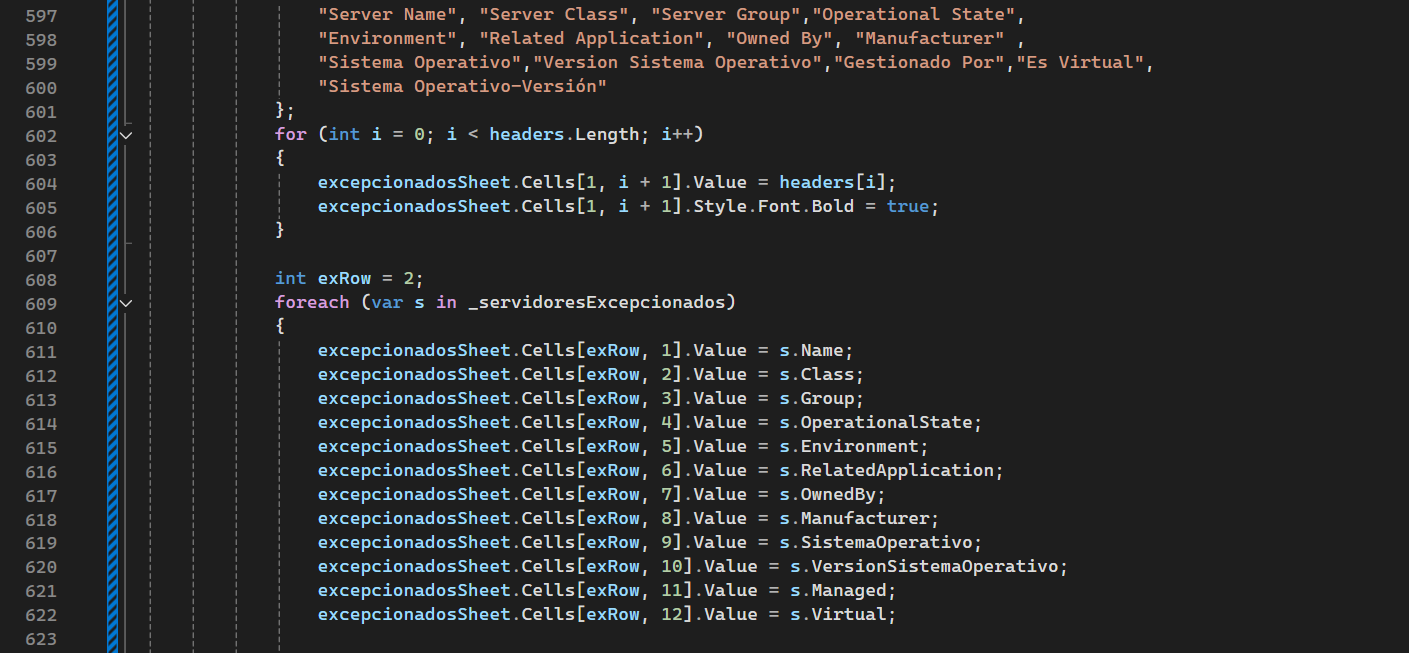 597 "Server Name", "Server Class", "Server Group","Operational State",
598 "Environment", "Related Application", "Owned By", "Manufacturer" ,
599 "Sistema Operativo","Version Sistema Operativo","Gestionado Por","Es Virtual",
600 "Sistema Operativo-Versión"
601 };
602 for (int i = 0; i < headers.Length; i++)
603 {
604 excepcionadosSheet.Cells[1, i + 1].Value = headers[i];
605 excepcionadosSheet.Cells[1, i + 1].Style.Font.Bold = true;
606 }
607
608 int exRow = 2;
609 foreach (var s in _servidoresExcepcionados)
610 {
611 excepcionadosSheet.Cells[exRow, 1].Value = s.Name;
612 excepcionadosSheet.Cells[exRow, 2].Value = s.Class;
613 excepcionadosSheet.Cells[exRow, 3].Value = s.Group;
614 excepcionadosSheet.Cells[exRow, 4].Value = s.OperationalState;
615 excepcionadosSheet.Cells[exRow, 5].Value = s.Environment;
616 excepcionadosSheet.Cells[exRow, 6].Value = s.RelatedApplication;
617 excepcionadosSheet.Cells[exRow, 7].Value = s.OwnedBy;
618 excepcionadosSheet.Cells[exRow, 8].Value = s.Manufacturer;
619 excepcionadosSheet.Cells[exRow, 9].Value = s.SistemaOperativo;
620 excepcionadosSheet.Cells[exRow, 10].Value = s.VersionSistemaOperativo;
621 excepcionadosSheet.Cells[exRow, 11].Value = s.Managed;
622 excepcionadosSheet.Cells[exRow, 12].Value = s.Virtual;
623